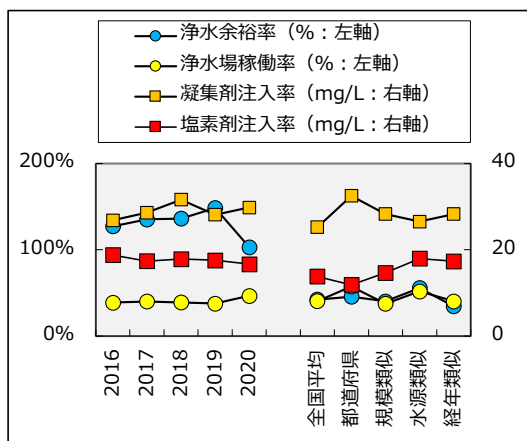 浄水余裕率（%：左軸）
浄水場稼働率（%：左軸）
凝集剤注入率（mg/L：右軸）
塩素剤注入率（mg/L：右軸）
200%
100%
0%
40
20
0
2016
2017
2018
2019
2020
全国平均
都道府県
規模類似
水源類似
経年類似